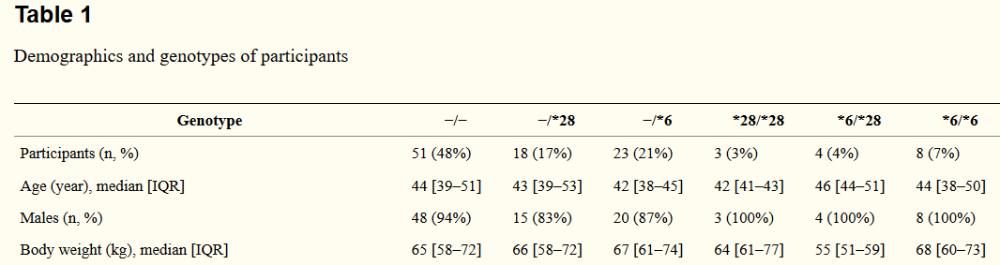 Table 1
Demographics and genotypes of participants
Genotype −/− −/*28 −/*6 *28/*28 *6/*28 *6/*6
Participants (n, %) 51 (48%) 18 (17%) 23 (21%) 3 (3%) 4 (4%) 8 (7%)
Age (year), median [IQR] 44 [39–51] 43 [39–53] 42 [38–45] 42 [41–43] 46 [44–51] 44 [38–50]
Males (n, %) 48 (94%) 15 (83%) 20 (87%) 3 (100%) 4 (100%) 8 (100%)
Body weight (kg), median [IQR] 65 [58–72] 66 [58–72] 67 [61–74] 64 [61–77] 55 [51–59] 68 [60–73]